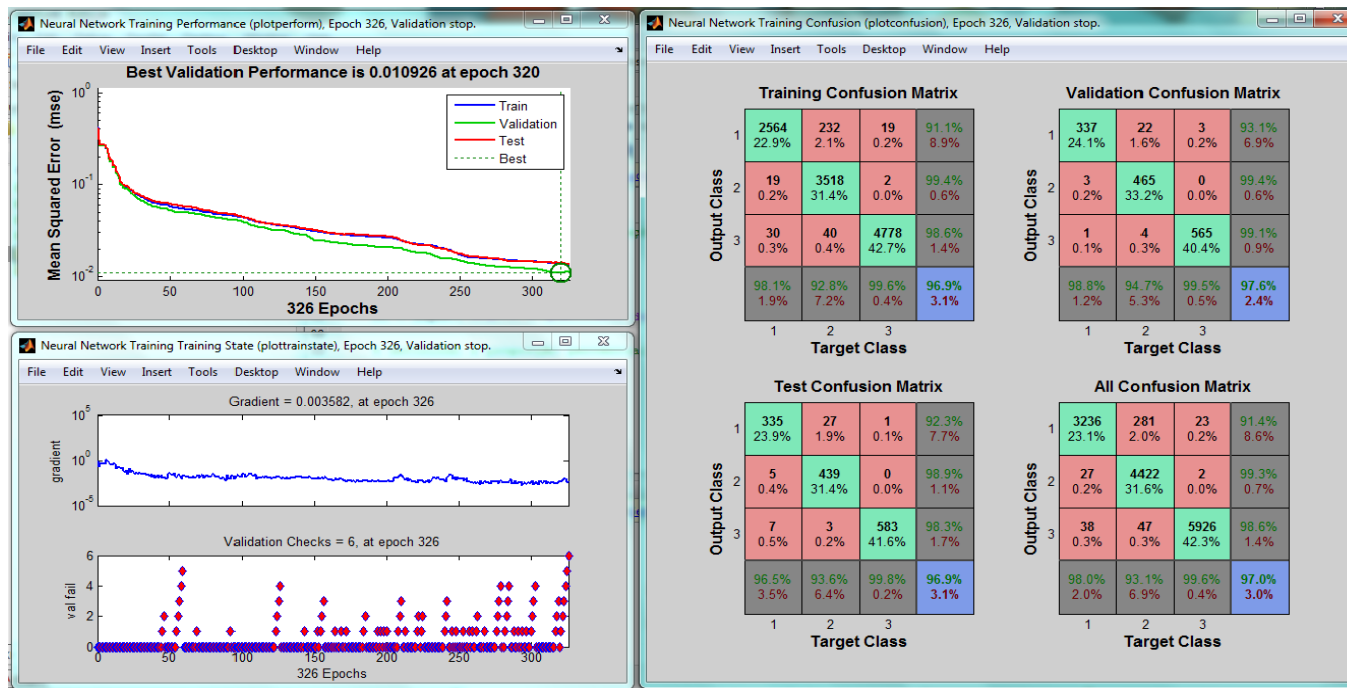 Neural Network Training Performance (plotperform), Epoch 326, Validation stop.
File Edit View Insert Tools Desktop Window Help
Best Validation Performance is 0.010926 at epoch 320
Mean Squared Error (mse)
10^0
10^-1
10^-2
Train
Validation
Test
Best
0 50 100 150 200 250 300
326 Epochs
Neural Network Training Training State (plottrainstate), Epoch 326, Validation stop.
File Edit View Insert Tools Desktop Window Help
Gradient = 0.003582, at epoch 326
gradient
10^5
10^0
10^-5
Validation Checks = 6, at epoch 326
val fail
6
4
2
0
0 50 100 150 200 250 300
326 Epochs
Neural Network Training Confusion (plotconfusion), Epoch 326, Validation stop.
File Edit View Insert Tools Desktop Window Help
Training Confusion Matrix
Output Class
1 2564 232 19 91.1%
22.9% 2.1% 0.2% 8.9%
2 19 3518 2 99.4%
0.2% 31.4% 0.0% 0.6%
3 30 40 4778 98.6%
0.3% 0.4% 42.7% 1.4%
98.1% 92.8% 99.6% 96.9%
1.9% 7.2% 0.4% 3.1%
1 2 3
Target Class
Validation Confusion Matrix
Output Class
1 337 22 3 93.1%
24.1% 1.6% 0.2% 6.9%
2 3 465 0 99.4%
0.2% 33.2% 0.0% 0.6%
3 1 4 565 99.1%
0.1% 0.3% 40.4% 0.9%
98.8% 94.7% 99.5% 97.6%
1.2% 5.3% 0.5% 2.4%
1 2 3
Target Class
Test Confusion Matrix
Output Class
1 335 27 1 92.3%
23.9% 1.9% 0.1% 7.7%
2 5 439 0 98.9%
0.4% 31.4% 0.0% 1.1%
3 7 3 583 98.3%
0.5% 0.2% 41.6% 1.7%
96.5% 93.6% 99.8% 96.9%
3.5% 6.4% 0.2% 3.1%
1 2 3
Target Class
All Confusion Matrix
Output Class
1 3236 281 23 91.4%
23.1% 2.0% 0.2% 8.6%
2 27 4422 2 99.3%
0.2% 31.6% 0.0% 0.7%
3 38 47 5926 98.6%
0.3% 0.3% 42.3% 1.4%
98.0% 93.1% 99.6% 97.0%
2.0% 6.9% 0.4% 3.0%
1 2 3
Target Class